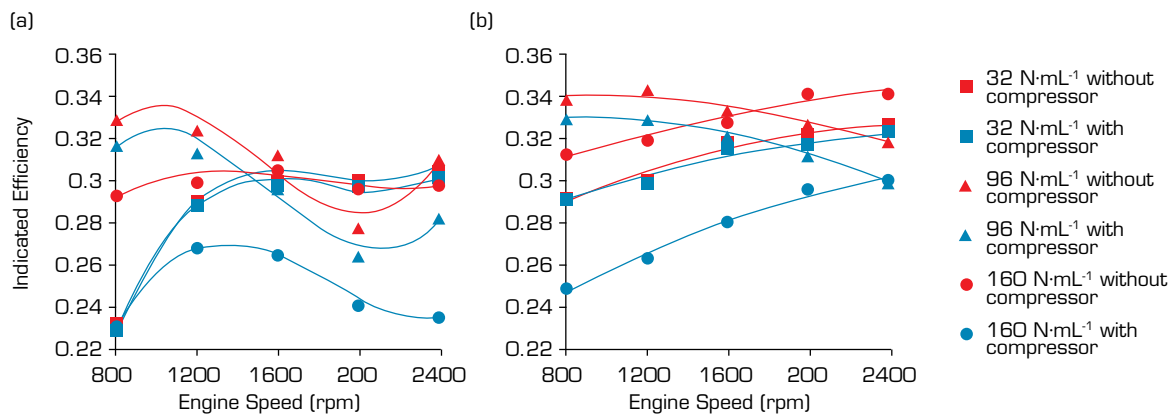 (a)
(b)
Indicated Efficiency
0.36
0.34
0.32
0.3
0.28
0.26
0.24
0.22
800 1200 1600 200 2400
Engine Speed (rpm)
0.36
0.34
0.32
0.3
0.28
0.26
0.24
0.22
800 1200 1600 200 2400
Engine Speed (rpm)
32 N·mL⁻¹ without
compressor
32 N·mL⁻¹ with
compressor
96 N·mL⁻¹ without
compressor
96 N·mL⁻¹ with
compressor
160 N·mL⁻¹ without
compressor
160 N·mL⁻¹ with
compressor